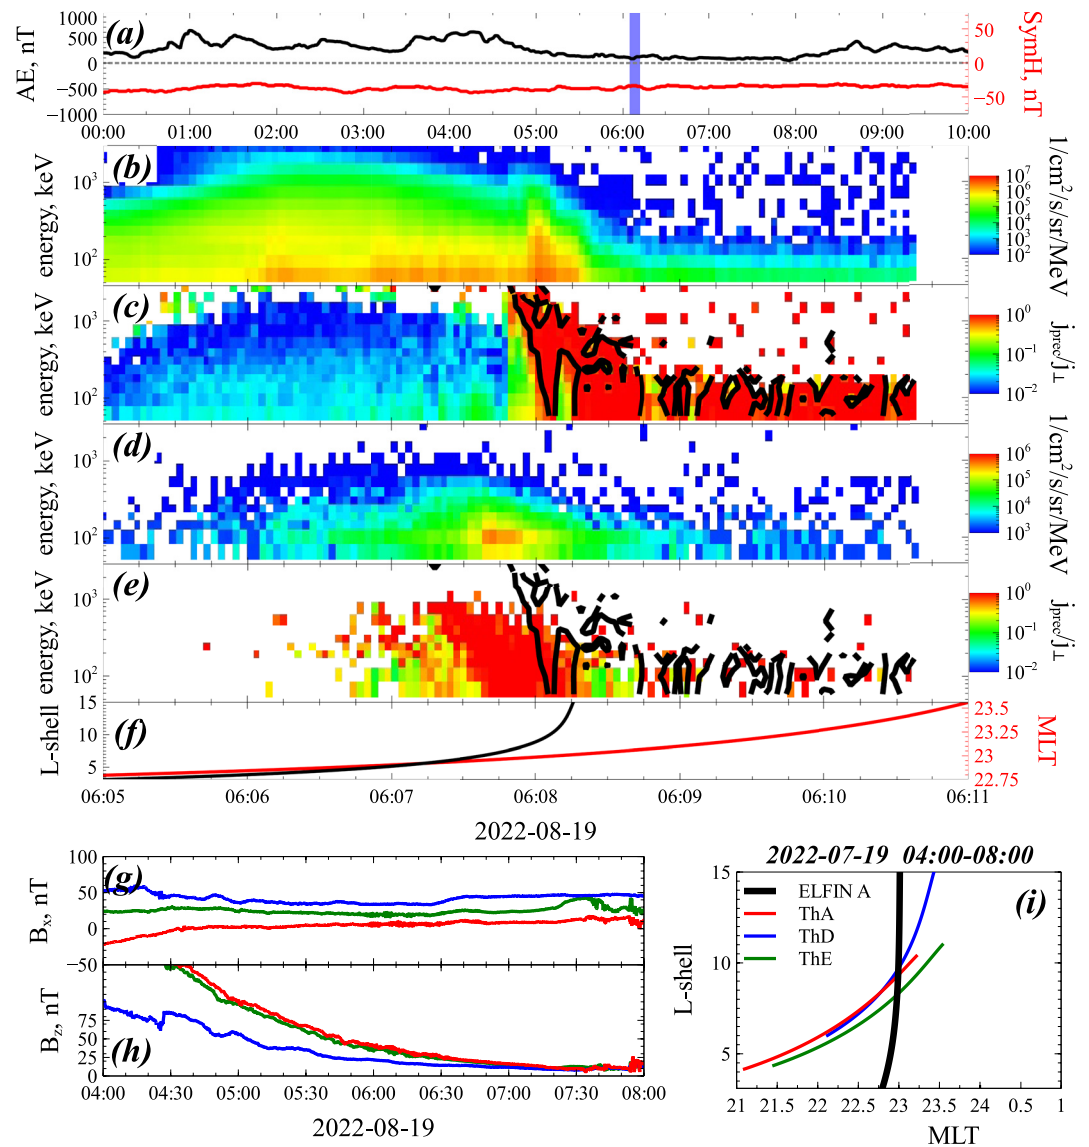 (a)
AE, nT
1000
500
0
−500
−1000
50
0
−50
SymH, nT
00:00 01:00 02:00 03:00 04:00 05:00 06:00 07:00 08:00 09:00 10:00
(b)
energy, keV
10³
10²
10⁷
10⁶
10⁵
10⁴
10³
10²
1/cm²/s/sr/MeV
(c)
energy, keV
10³
10²
10⁰
10⁻¹
10⁻²
jprec/j⊥
(d)
energy, keV
10³
10²
10⁶
10⁵
10⁴
10³
1/cm²/s/sr/MeV
(e)
energy, keV
10³
10²
10⁰
10⁻¹
10⁻²
jprec/j⊥
(f)
L-shell
15
10
5
23.5
23.25
23
22.75
MLT
06:05 06:06 06:07 06:08 06:09 06:10 06:11
2022-08-19
(g)
Bx, nT
100
50
0
−50
(h)
Bz, nT
75
50
25
0
04:00 04:30 05:00 05:30 06:00 06:30 07:00 07:30 08:00
2022-08-19
2022-07-19 04:00-08:00
(i)
ELFIN A
ThA
ThD
ThE
L-shell
15
10
5
21 21.5 22 22.5 23 23.5 24 0.5 1
MLT